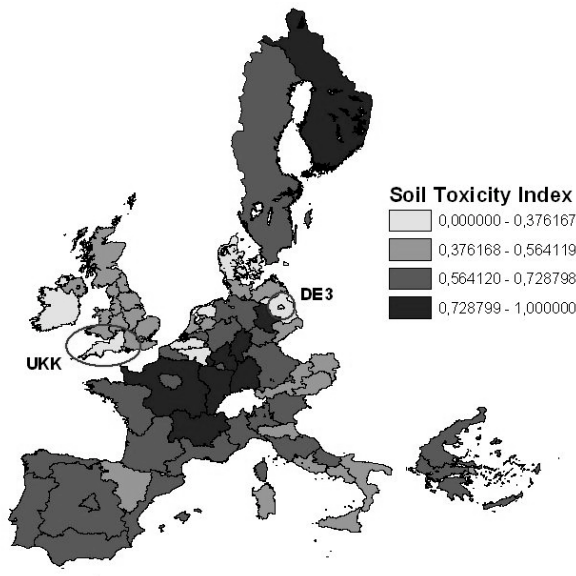 Soil Toxicity Index
0,000000 - 0,376167
0,376168 - 0,564119
0,564120 - 0,728798
0,728799 - 1,000000
DE3
UKK